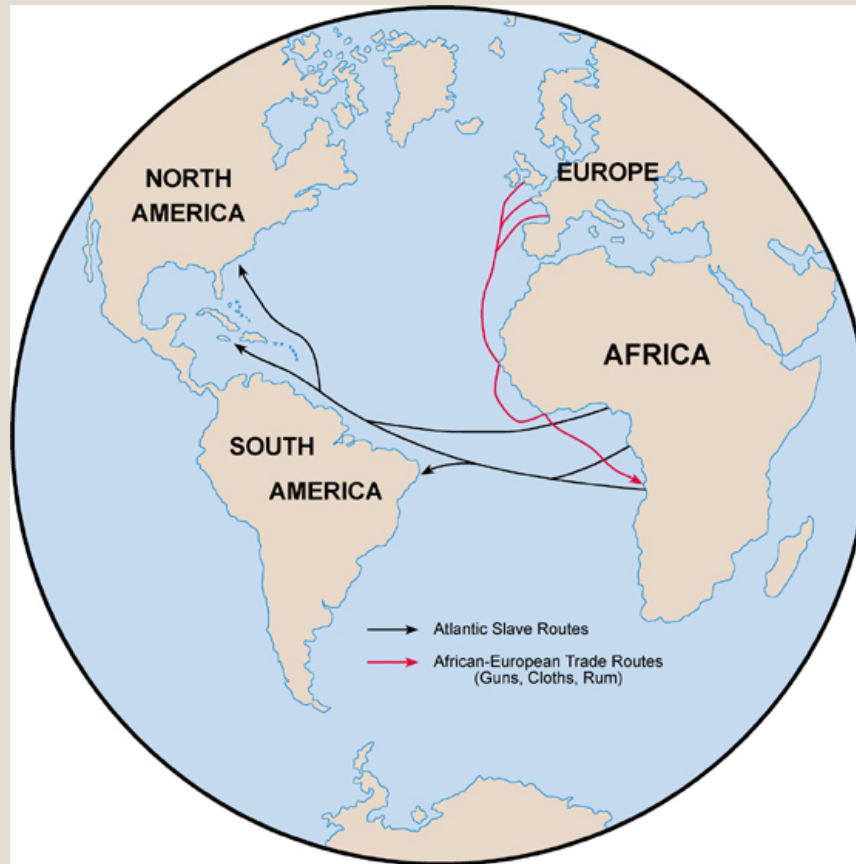 NORTH
AMERICA
EUROPE
AFRICA
SOUTH
AMERICA
Atlantic Slave Routes
African-European Trade Routes
(Guns, Cloths, Rum)